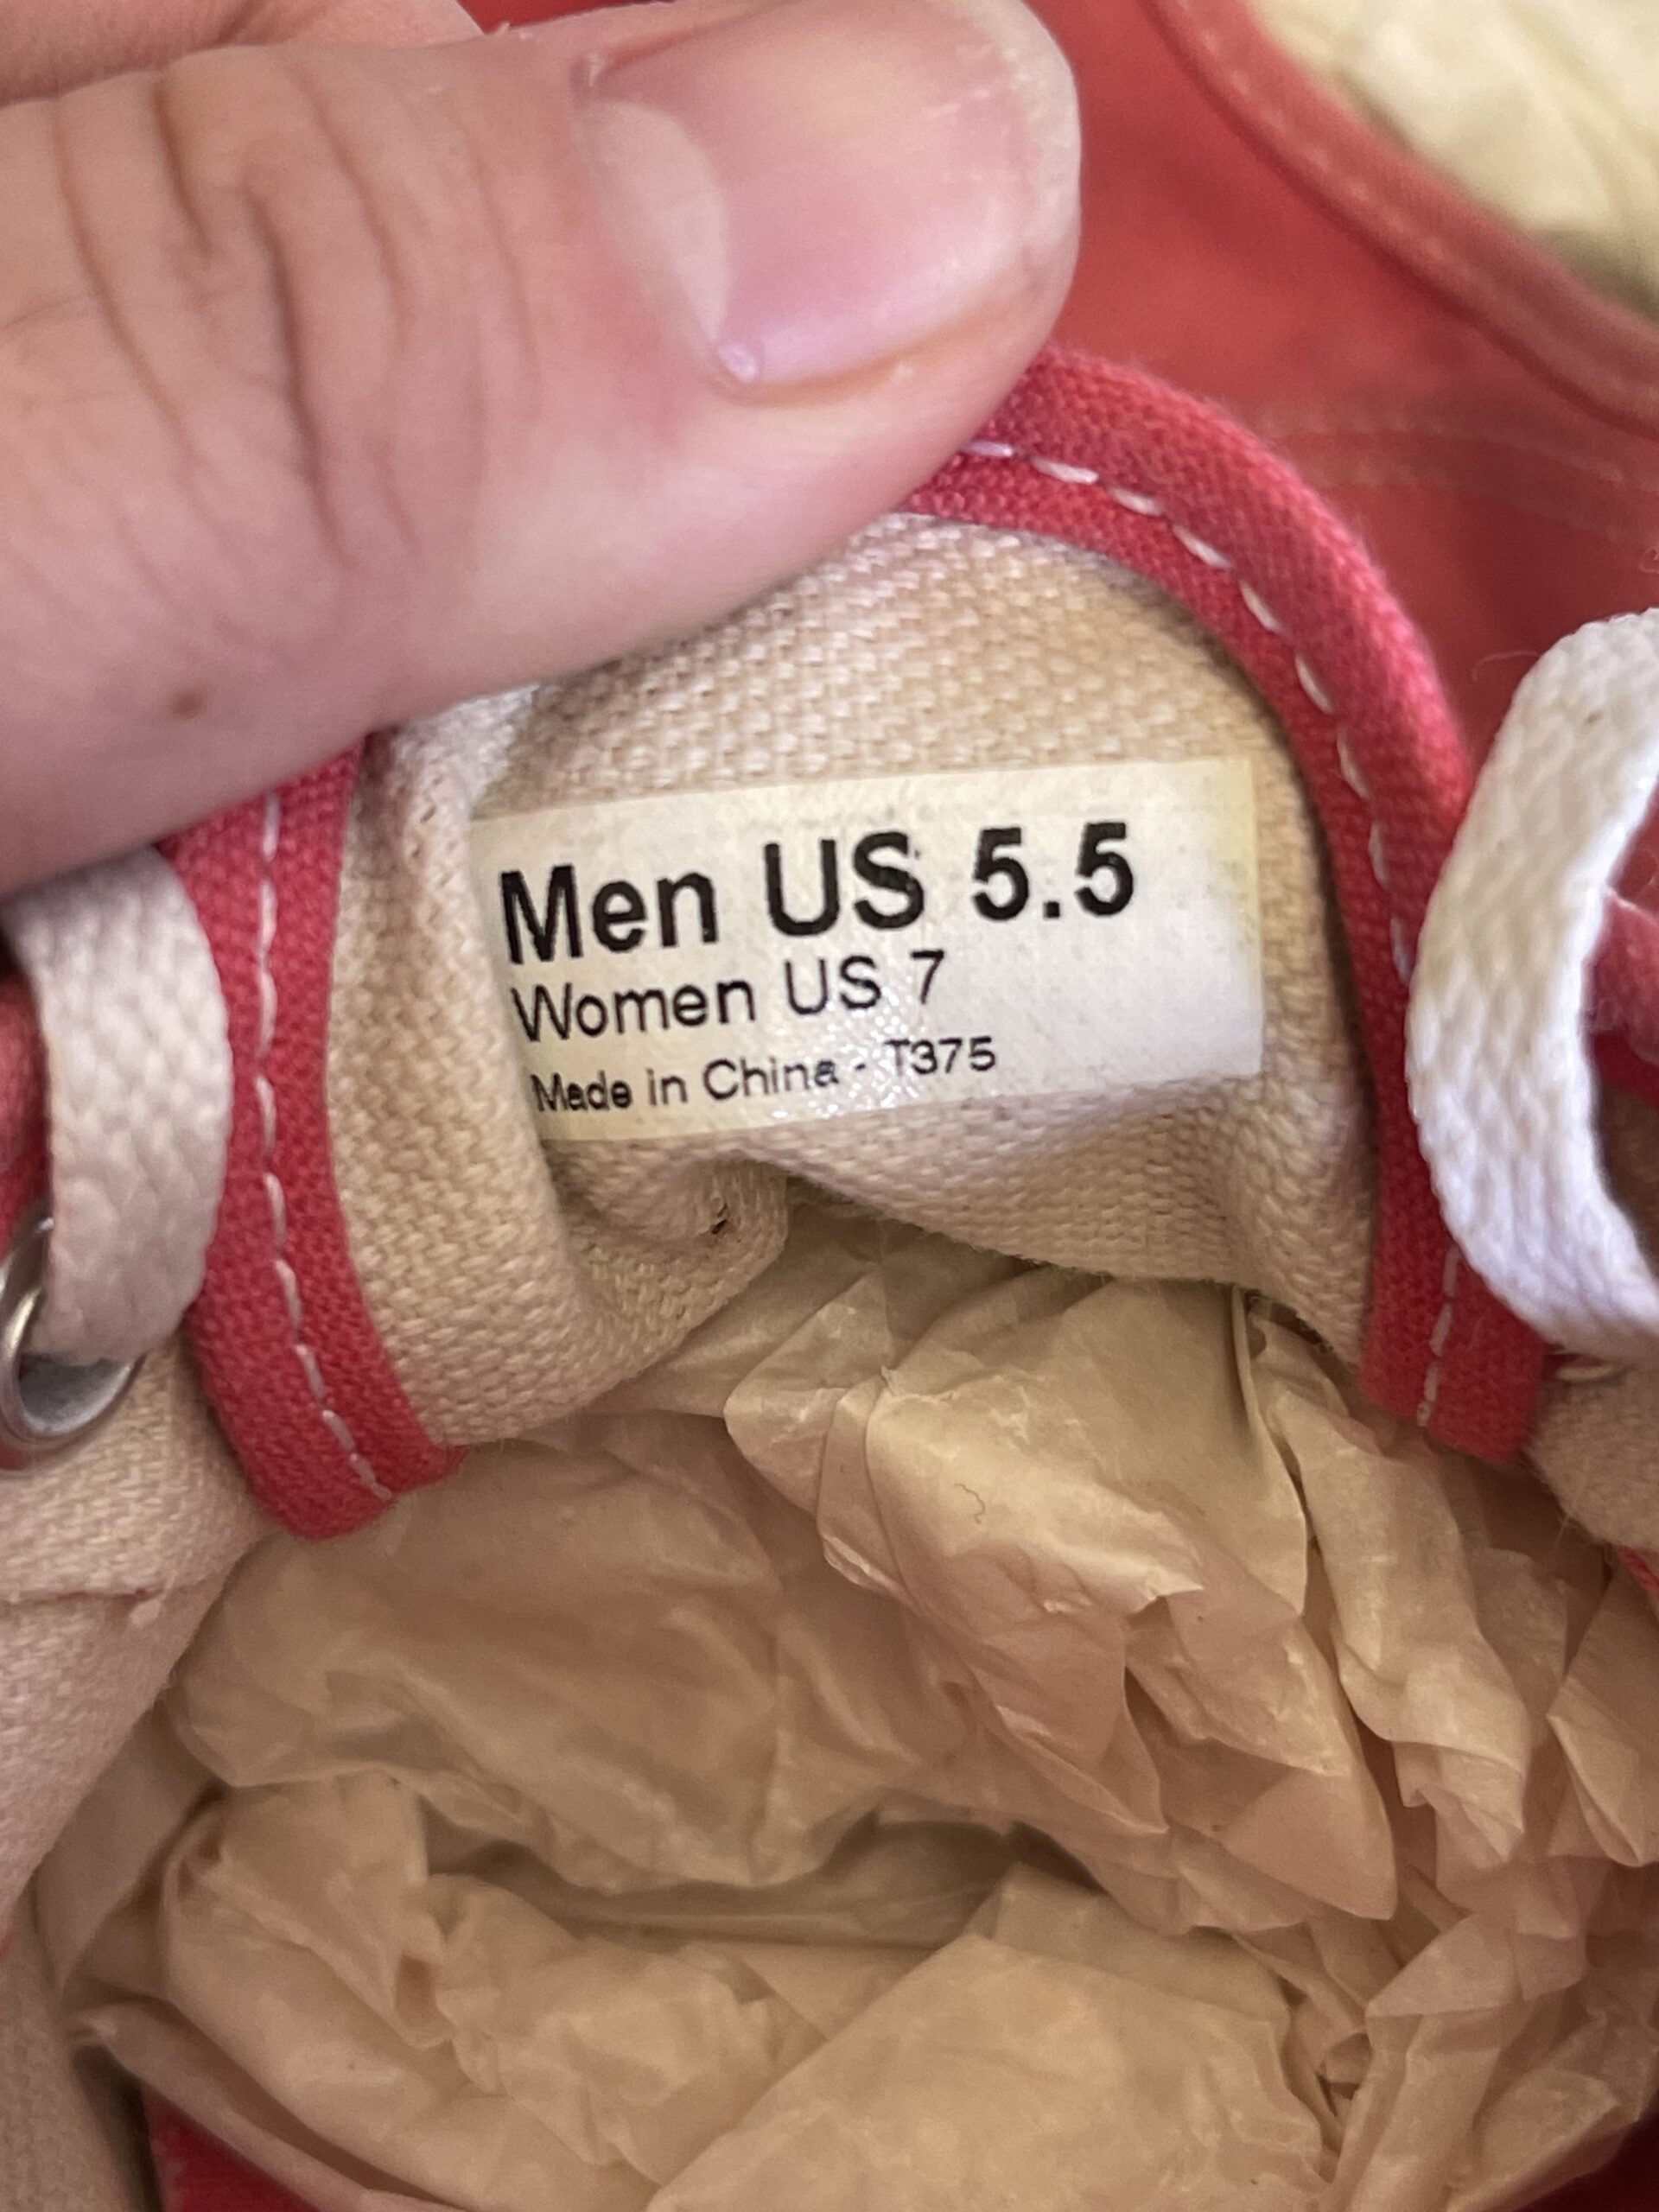 Men US 5.5
Women US 7
Made in China - T375